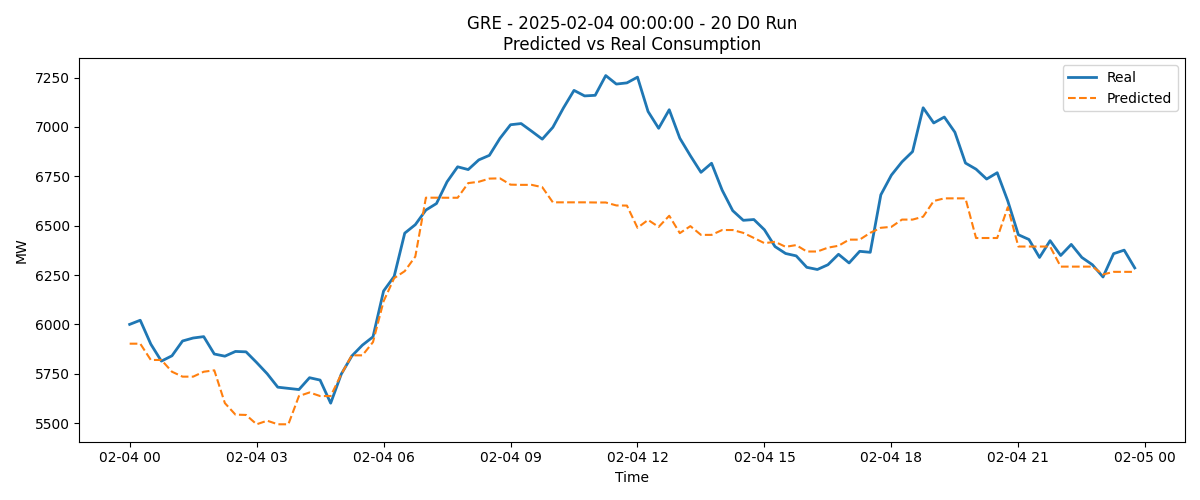 GRE - 2025-02-04 00:00:00 - 20 D0 Run
Predicted vs Real Consumption
Real
Predicted
MW
7250
7000
6750
6500
6250
6000
5750
5500
02-04 00
02-04 03
02-04 06
02-04 09
02-04 12
02-04 15
02-04 18
02-04 21
02-05 00
Time